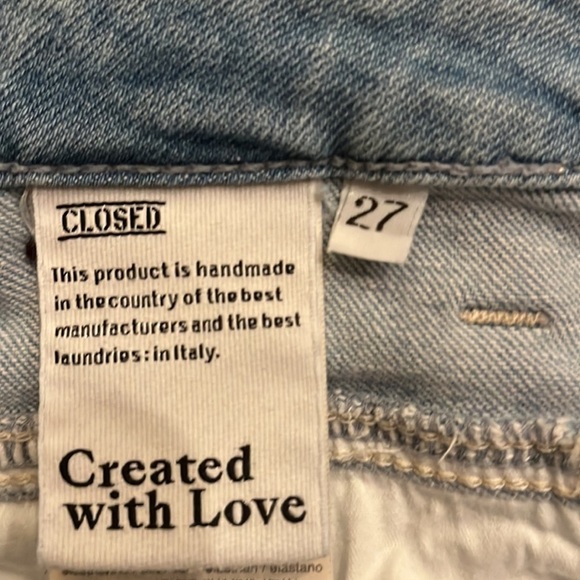 CLOSED
27
This product is handmade
in the country of the best
manufacturers and the best
laundries: in Italy.
Created
with Love
elastano